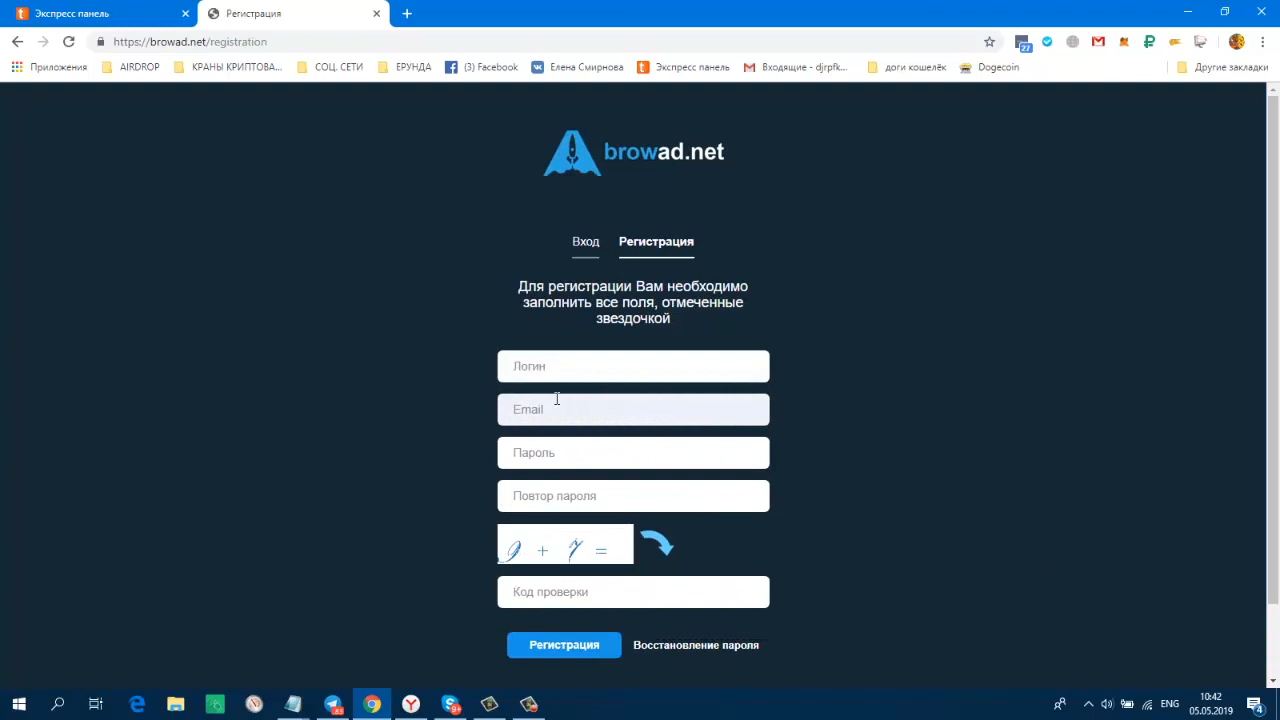 Экспресс панель
Регистрация
https://browad.net/registration
27
Приложения
AIRDROP
КРАНЫ КРИПТОВА...
СОЦ. СЕТИ
ЕРУНДА
(3) Facebook
Елена Смирнова
Экспресс панель
Входящие - djrpfk...
доги кошелёк
Dogecoin
Другие закладки
browad.net
Вход
Регистрация
Для регистрации Вам необходимо
заполнить все поля, отмеченные
звездочкой
Логин
Email
Пароль
Повтор пароля
Код проверки
Регистрация
Восстановление пароля
ENG
10:42
05.05.2019